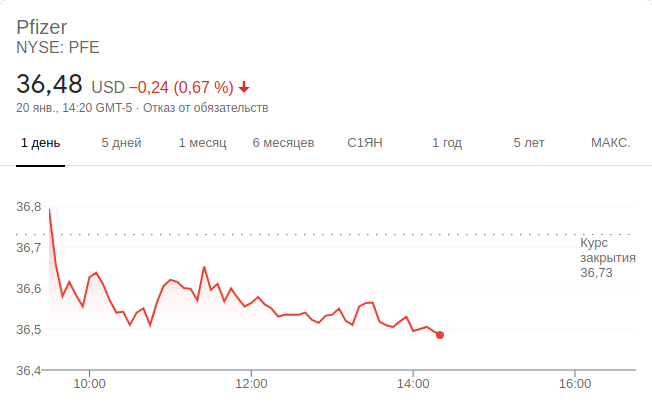 Pfizer
NYSE: PFE
36,48 USD −0,24 (0,67 %)
20 янв., 14:20 GMT-5 · Отказ от обязательств
1 день 5 дней 1 месяц 6 месяцев С1ЯН 1 год 5 лет МАКС.
36,8
36,7
36,6
36,5
36,4
Курс
закрытия
36,73
10:00 12:00 14:00 16:00